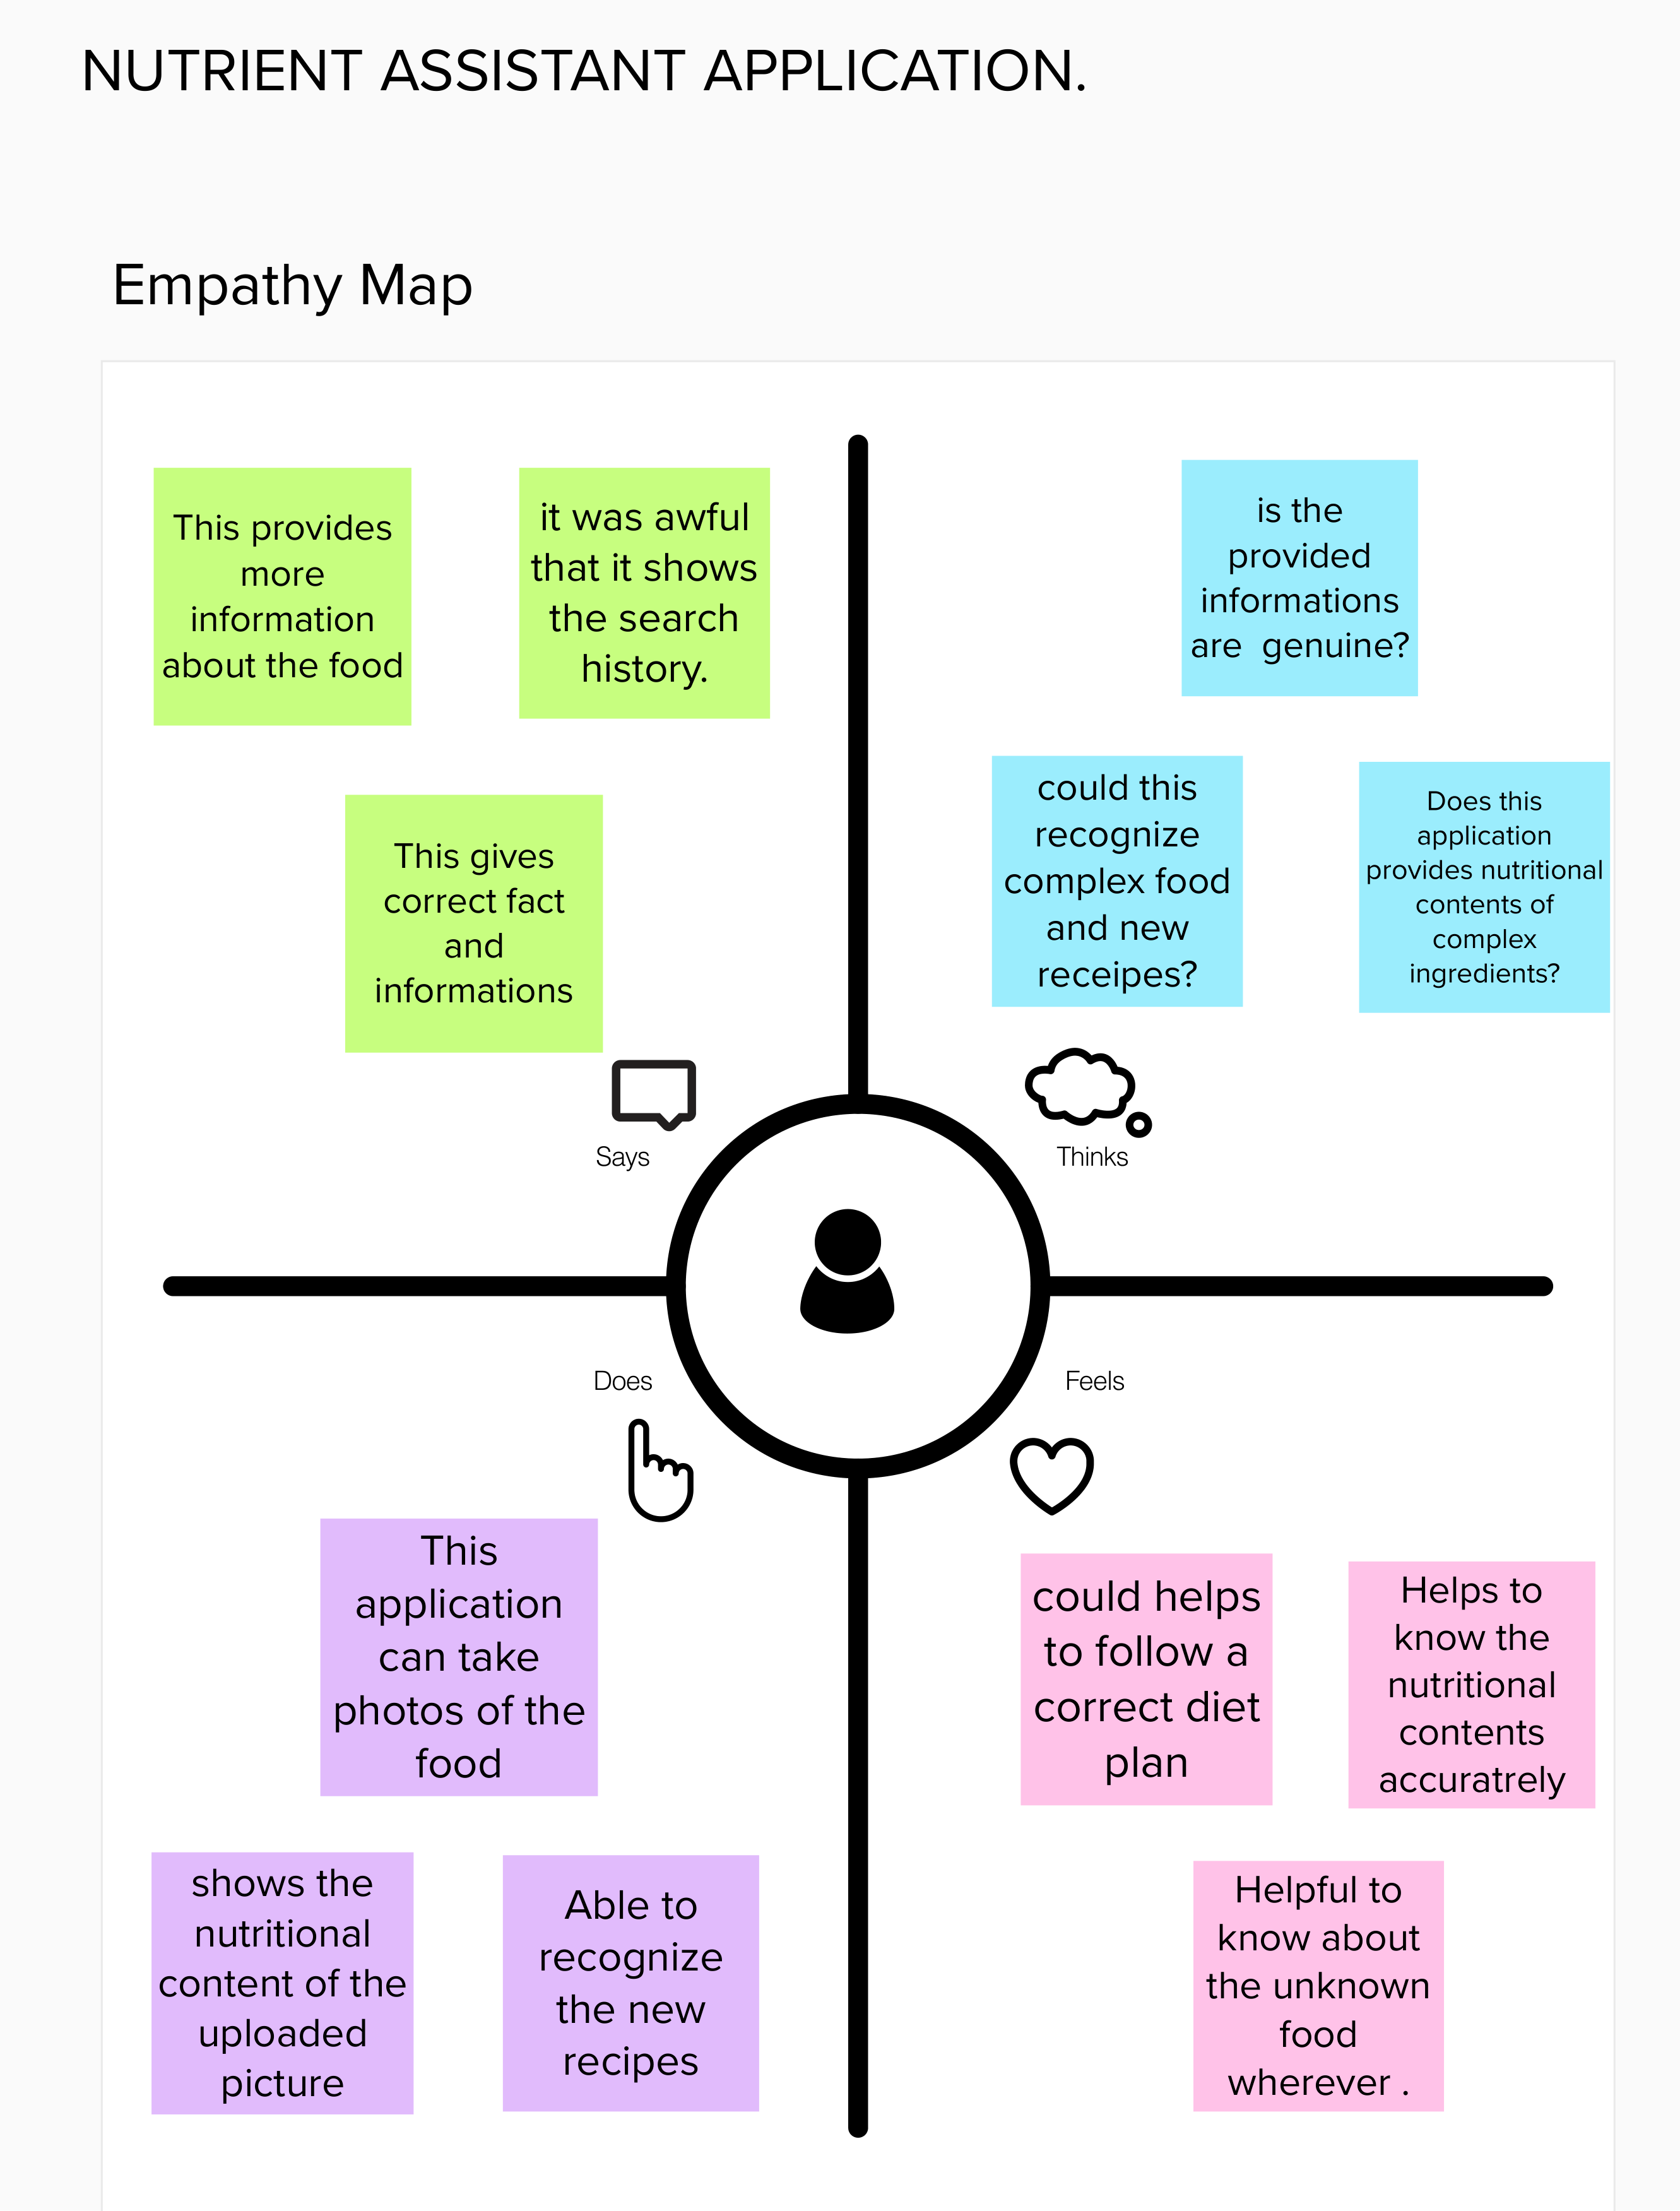 NUTRIENT ASSISTANT APPLICATION.
Empathy Map
This provides
more
information
about the food
it was awful
that it shows
the search
history.
This gives
correct fact
and
informations
Says
is the
provided
informations
are  genuine?
could this
recognize
complex food
and new
receipes?
Does this
application
provides nutritional
contents of
complex
ingredients?
Thinks
Does
This
application
can take
photos of the
food
shows the
nutritional
content of the
uploaded
picture
Able to
recognize
the new
recipes
Feels
could helps
to follow a
correct diet
plan
Helps to
know the
nutritional
contents
accuratrely
Helpful to
know about
the unknown
food
wherever .